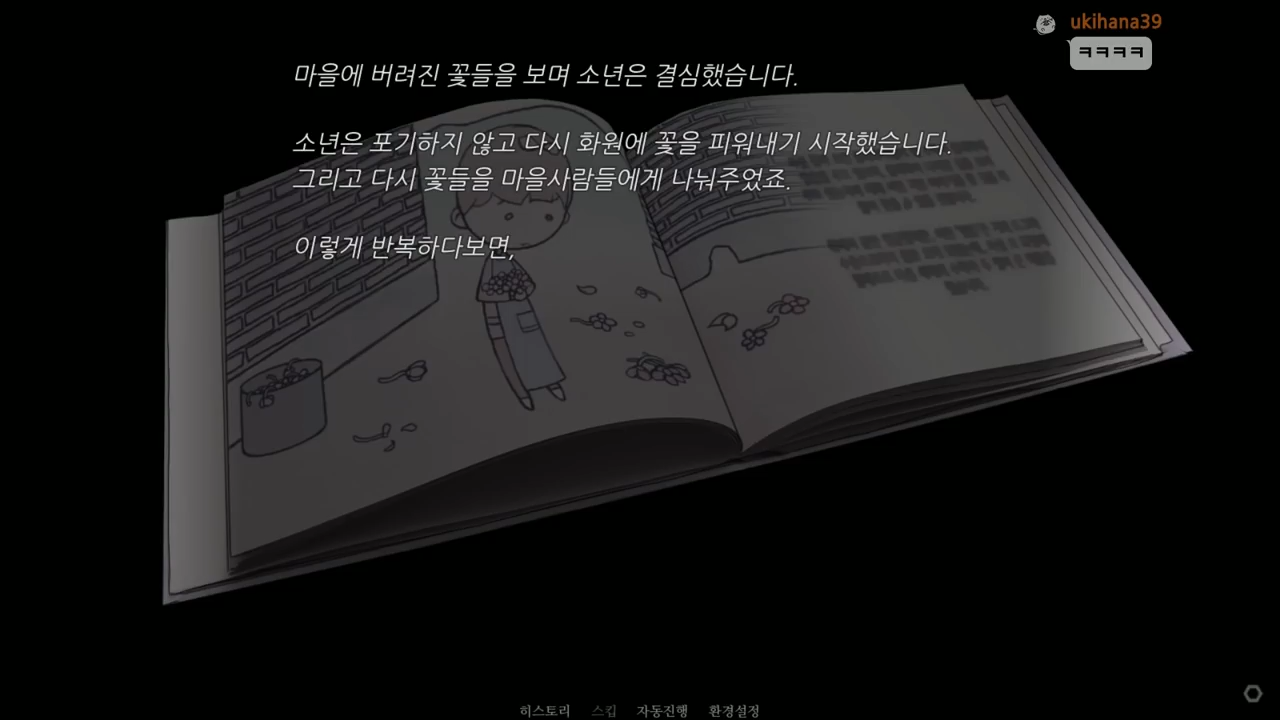 ukihana39
ㅋㅋㅋㅋ
마을에 버려진 꽃들을 보며 소년은 결심했습니다.
소년은 포기하지 않고 다시 화원에 꽃을 피워내기 시작했습니다.
그리고 다시 꽃들을 마을사람들에게 나눠주었죠.
이렇게 반복하다보면,
히스토리 스킵 자동진행 환경설정